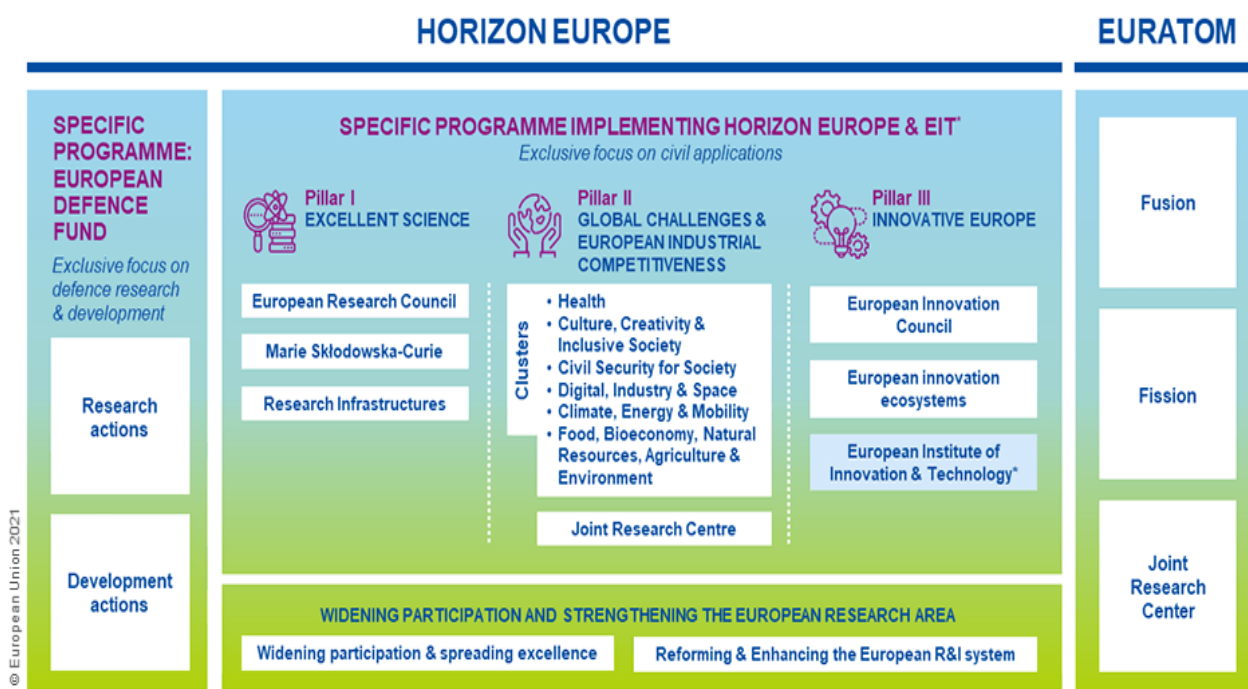 HORIZON EUROPE
EURATOM
SPECIFIC
PROGRAMME:
EUROPEAN
DEFENCE
FUND
Exclusive focus on
defence research
& development
Research
actions
Development
actions
SPECIFIC PROGRAMME IMPLEMENTING HORIZON EUROPE & EIT*
Exclusive focus on civil applications
Pillar I
EXCELLENT SCIENCE
European Research Council
Marie Skłodowska-Curie
Research Infrastructures
Pillar II
GLOBAL CHALLENGES &
EUROPEAN INDUSTRIAL
COMPETITIVENESS
Clusters
• Health
• Culture, Creativity &
Inclusive Society
• Civil Security for Society
• Digital, Industry & Space
• Climate, Energy & Mobility
• Food, Bioeconomy, Natural
Resources, Agriculture &
Environment
Joint Research Centre
Pillar III
INNOVATIVE EUROPE
European Innovation
Council
European innovation
ecosystems
European Institute of
Innovation & Technology*
WIDENING PARTICIPATION AND STRENGTHENING THE EUROPEAN RESEARCH AREA
Widening participation & spreading excellence
Reforming & Enhancing the European R&I system
Fusion
Fission
Joint
Research
Center
© European Union 2021